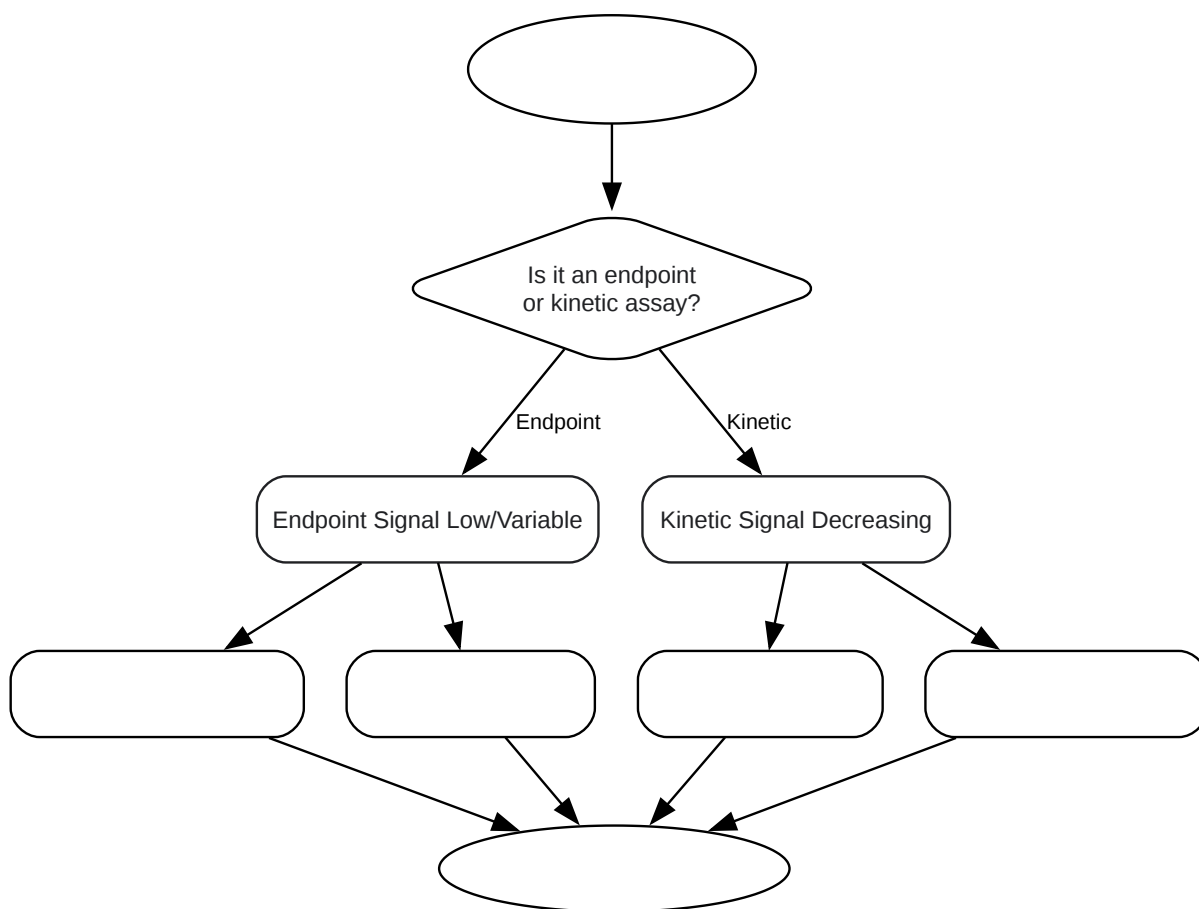 Is it an endpoint
or kinetic assay?
Endpoint
Kinetic
Endpoint Signal Low/Variable
Kinetic Signal Decreasing